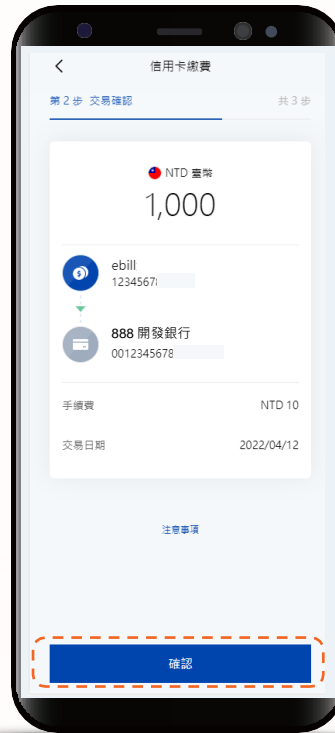 信用卡繳費
第 2 步 交易確認
共 3 步
NTD 臺幣
1,000
ebill
12345678
888 開發銀行
0012345678
手續費
NTD 10
交易日期
2022/04/12
注意事項
確認